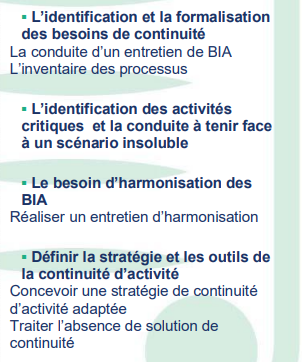 ▪ L’identification et la formalisation
des besoins de continuité
La conduite d’un entretien de BIA
L’inventaire des processus
▪ L’identification des activités
critiques et la conduite à tenir face
à un scénario insoluble
▪ Le besoin d’harmonisation des
BIA
Réaliser un entretien d’harmonisation
▪ Définir la stratégie et les outils de
la continuité d’activité
Concevoir une stratégie de continuité
d’activité adaptée
Traiter l’absence de solution de
continuité